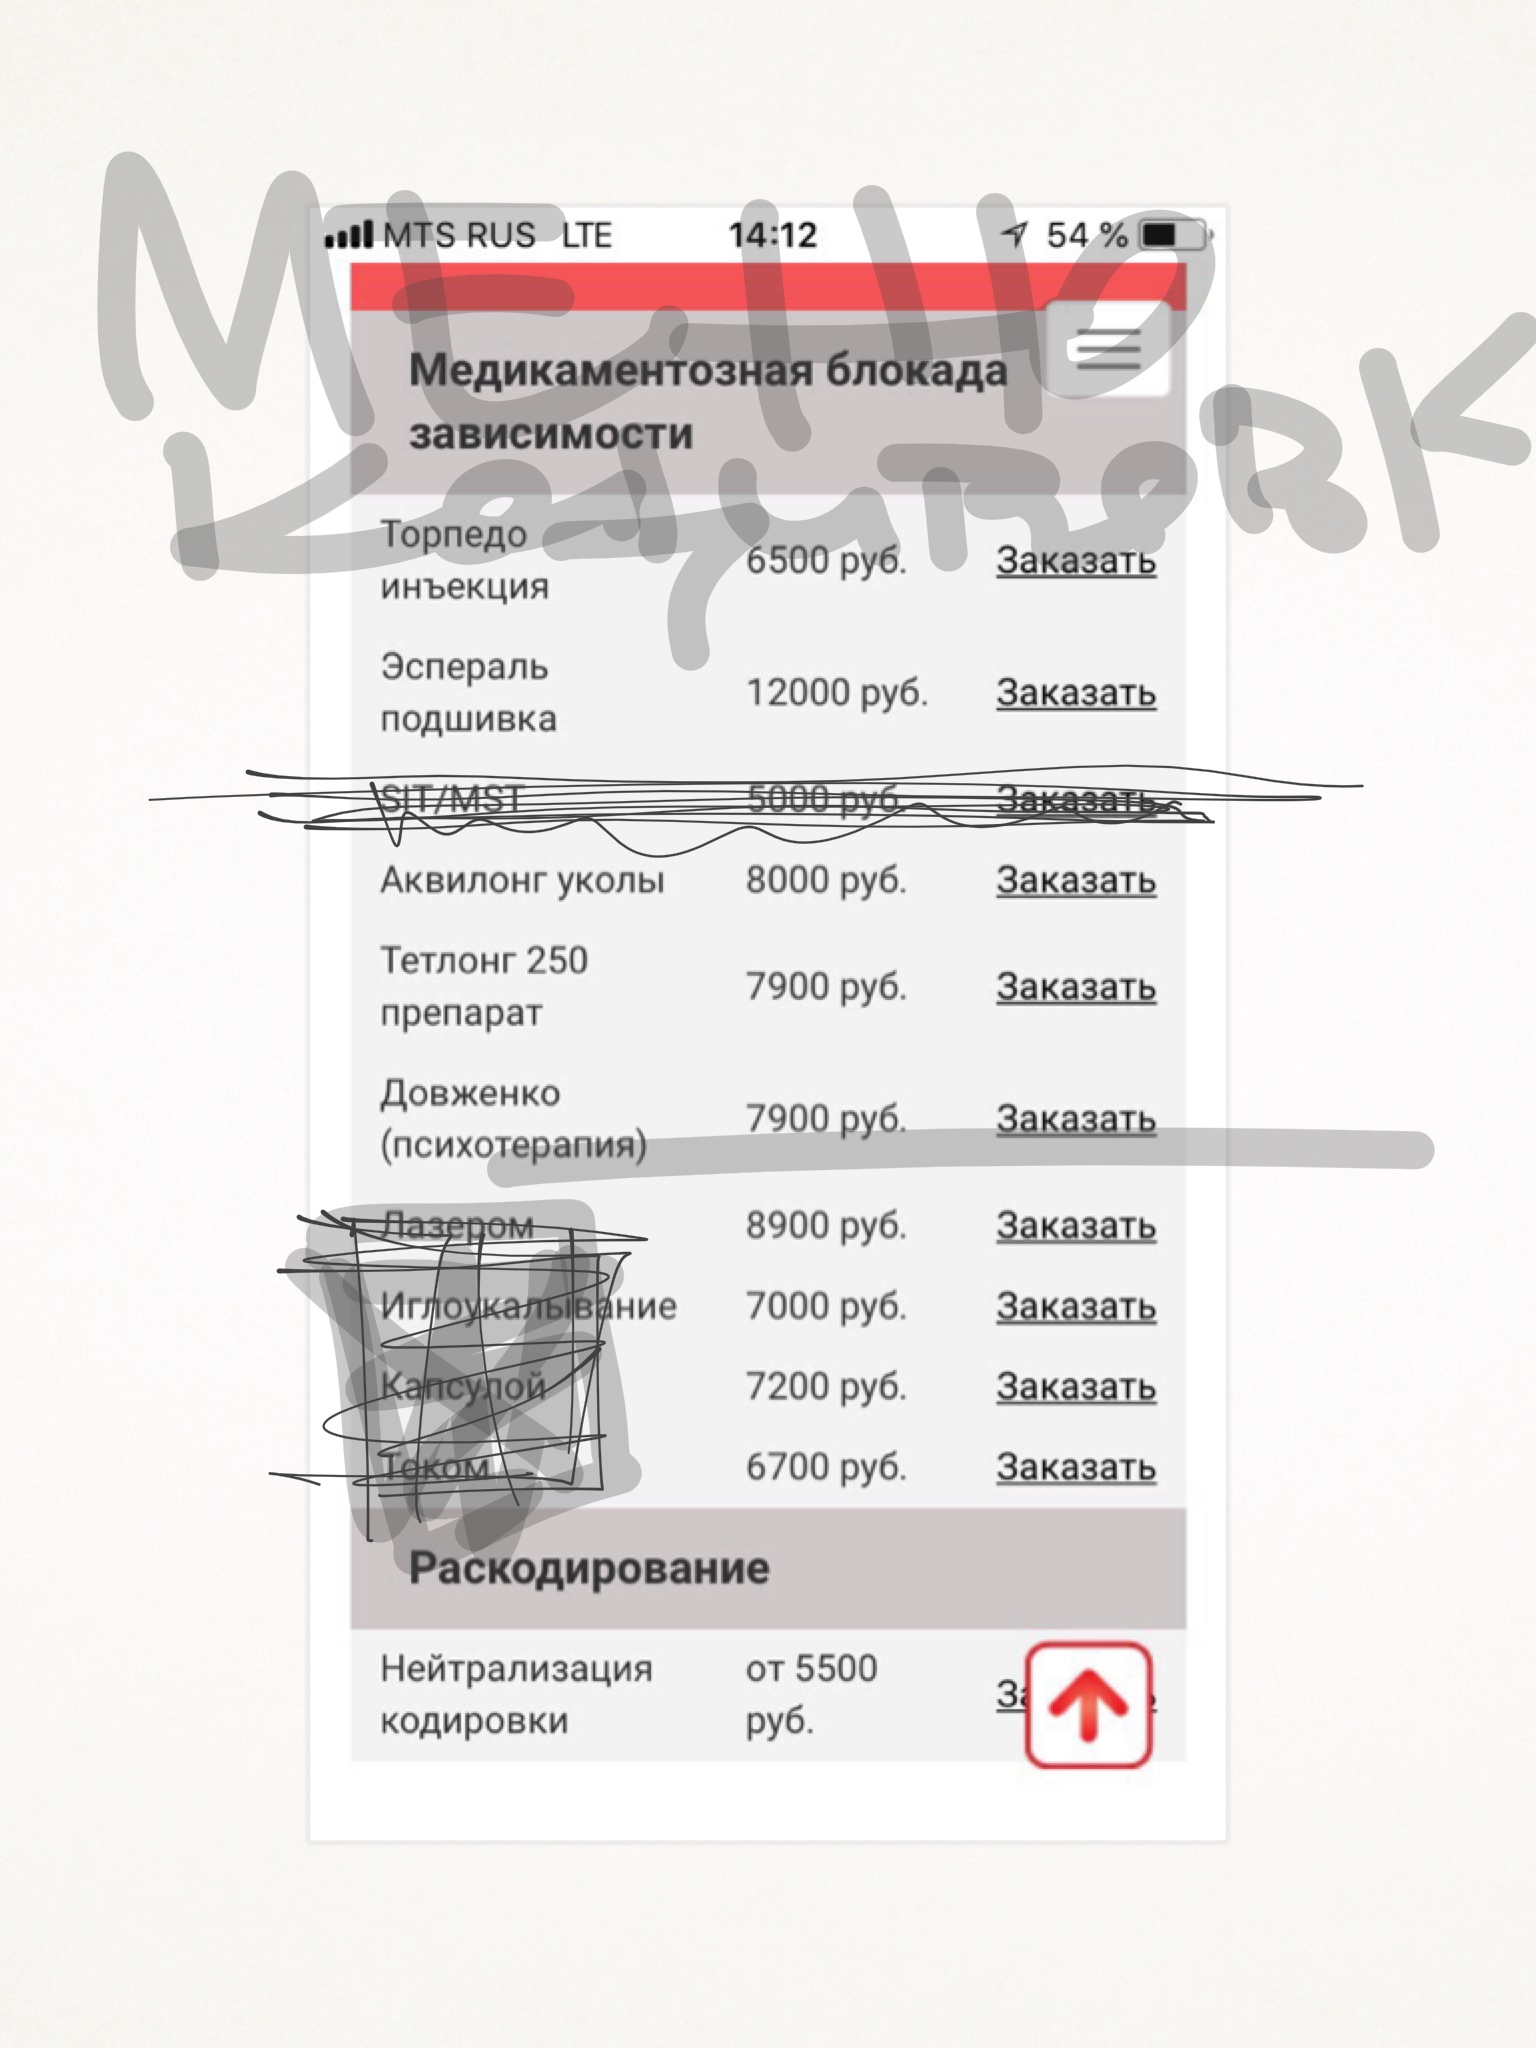 MTS RUS LTE 14:12 54 %
Медикаментозная блокада
зависимости
Торпедо
инъекция 6500 руб. Заказать
Эспераль
подшивка 12000 руб. Заказать
SIT/MST 5000 руб. Заказать
Аквилонг уколы 8000 руб. Заказать
Тетлонг 250
препарат 7900 руб. Заказать
Довженко
(психотерапия) 7900 руб. Заказать
Лазером 8900 руб. Заказать
Иглоукалывание 7000 руб. Заказать
Капсулой 7200 руб. Заказать
Током 6700 руб. Заказать
Раскодирование
Нейтрализация от 5500
кодировки руб.